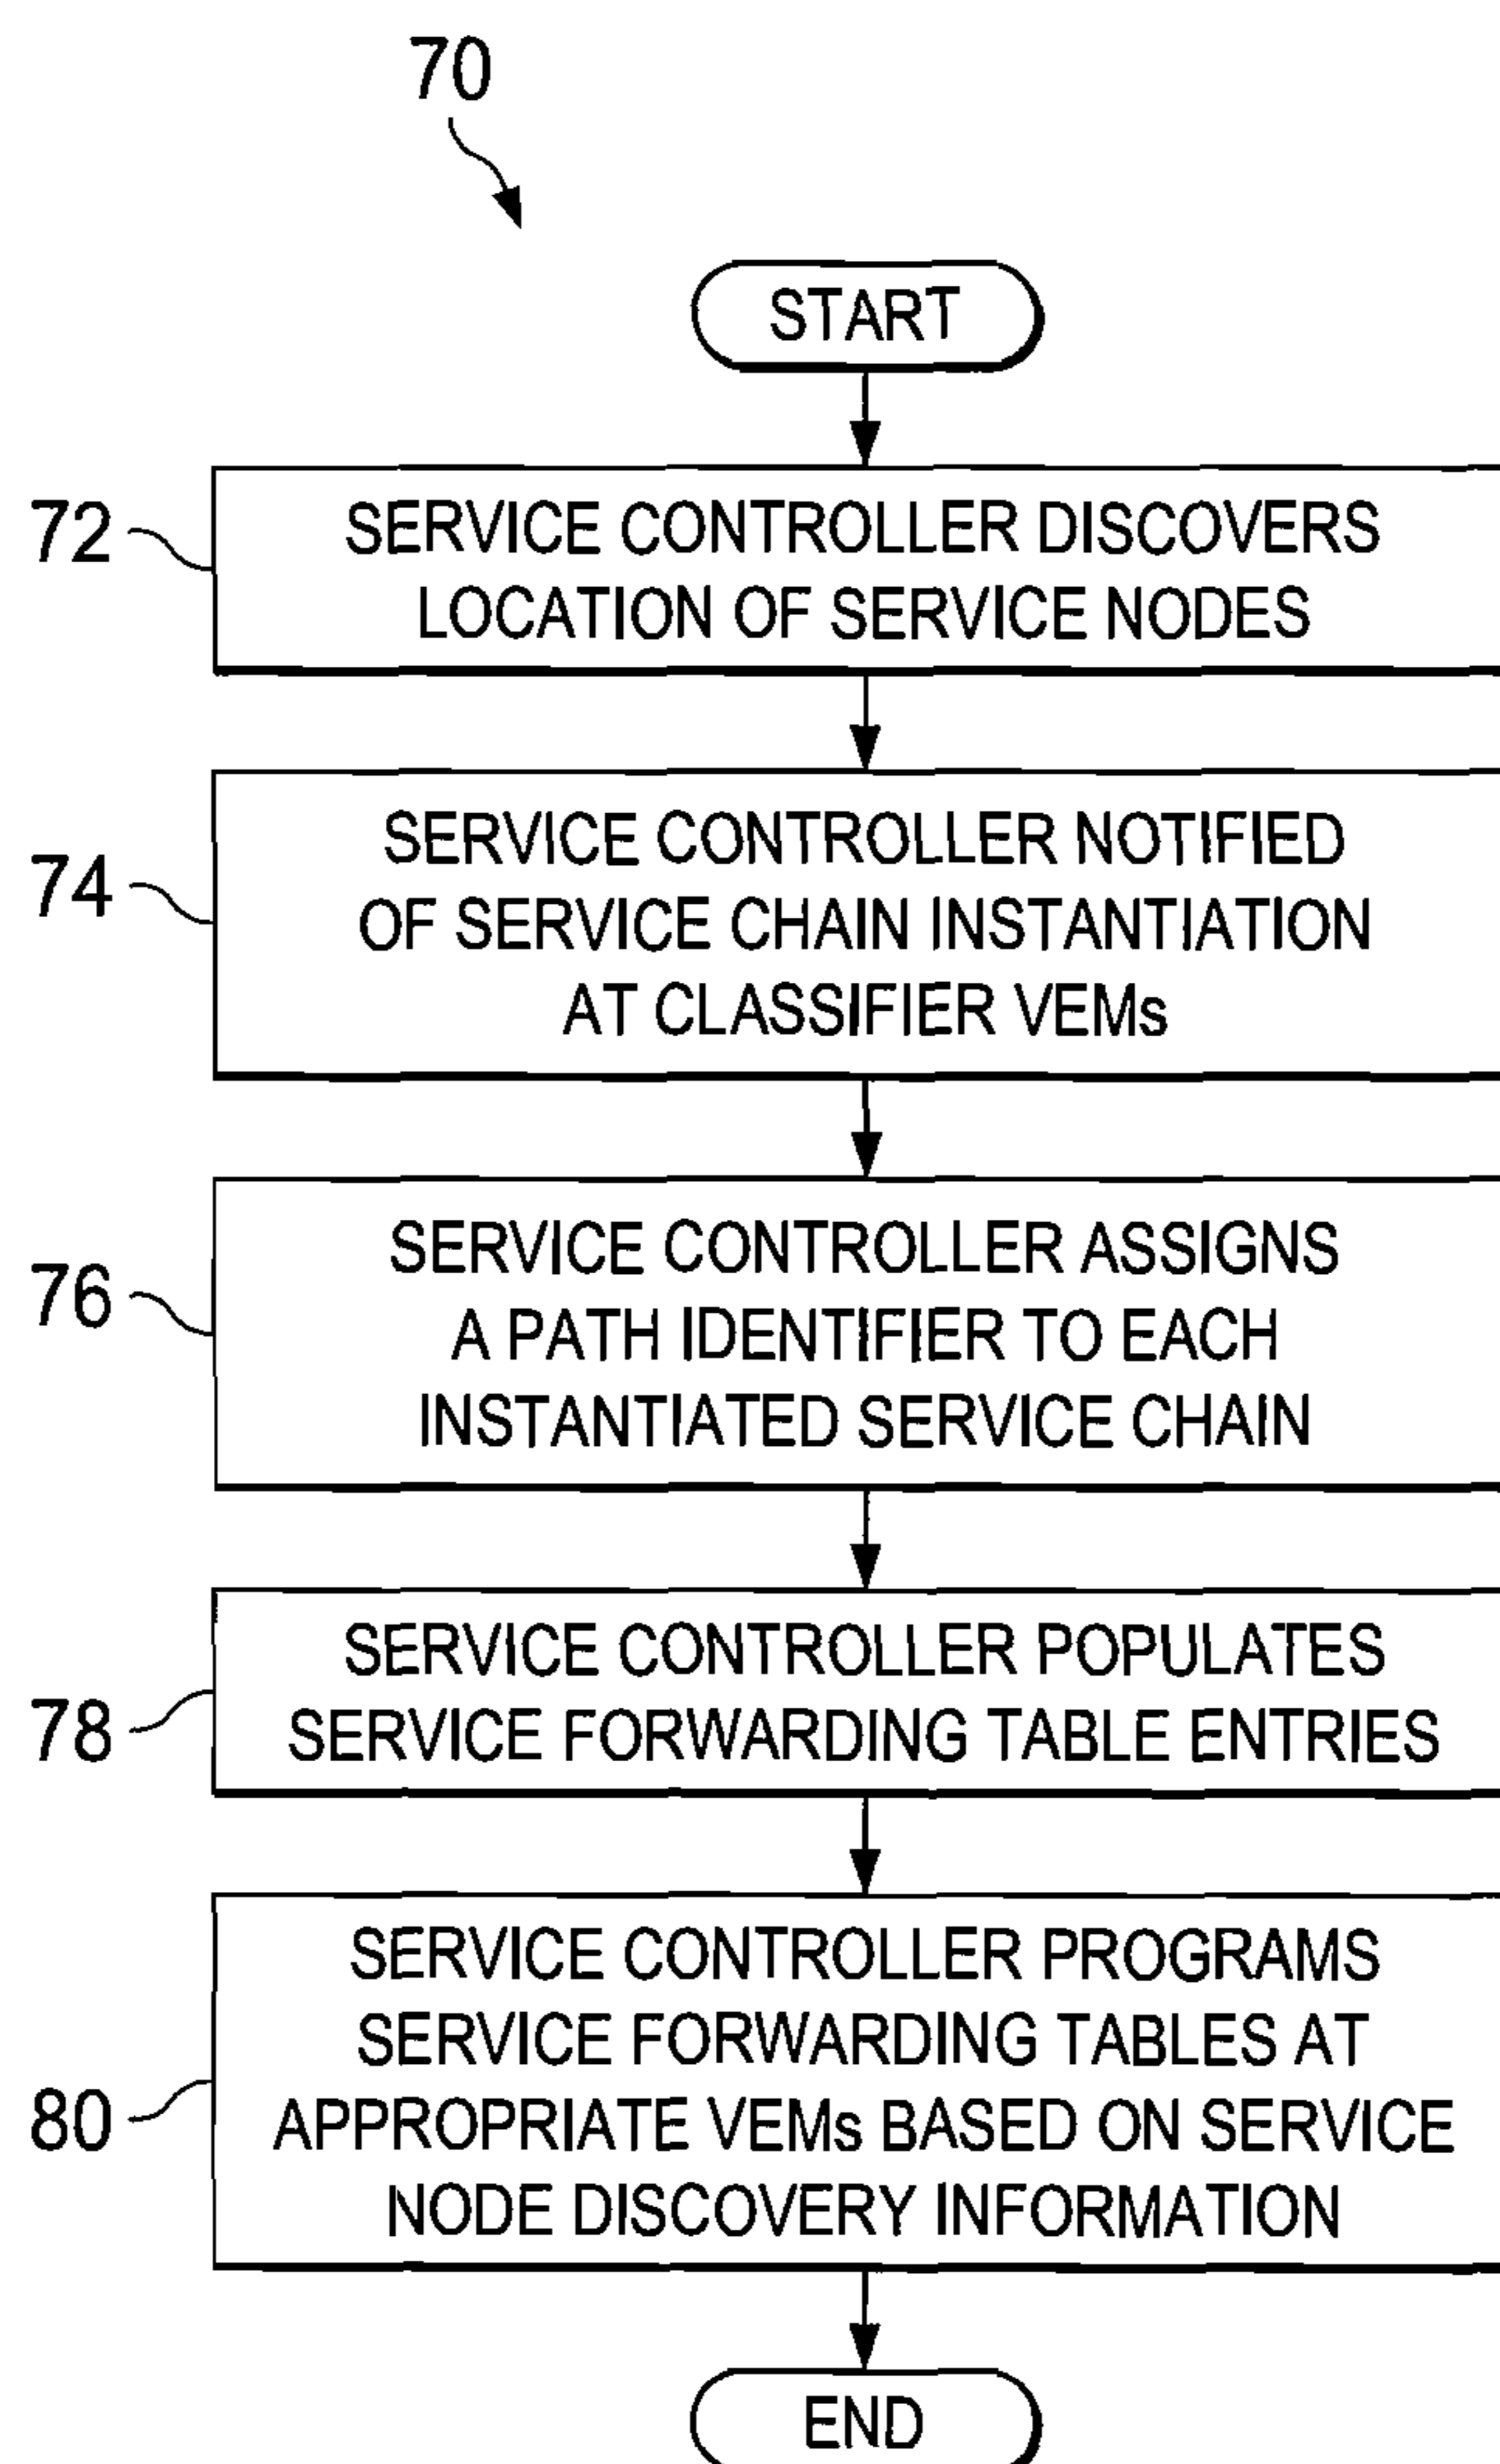 70
START
72
SERVICE CONTROLLER DISCOVERS
LOCATION OF SERVICE NODES
74
SERVICE CONTROLLER NOTIFIED
OF SERVICE CHAIN INSTANTIATION
AT CLASSIFIER VEMs
76
SERVICE CONTROLLER ASSIGNS
A PATH IDENTIFIER TO EACH
INSTANTIATED SERVICE CHAIN
78
SERVICE CONTROLLER POPULATES
SERVICE FORWARDING TABLE ENTRIES
80
SERVICE CONTROLLER PROGRAMS
SERVICE FORWARDING TABLES AT
APPROPRIATE VEMs BASED ON SERVICE
NODE DISCOVERY INFORMATION
END